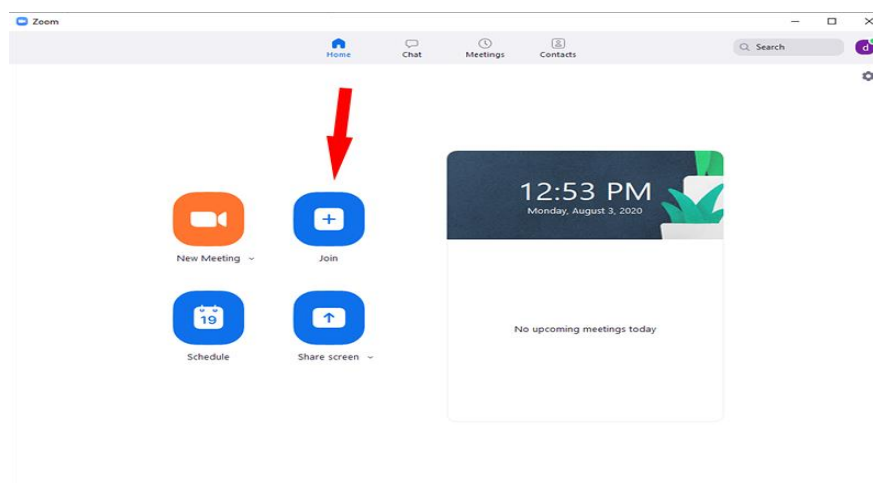 Zoom
Home Chat Meetings Contacts
Search
d
12:53 PM
Monday, August 3, 2020
New Meeting
Join
19
Schedule
Share screen
No upcoming meetings today